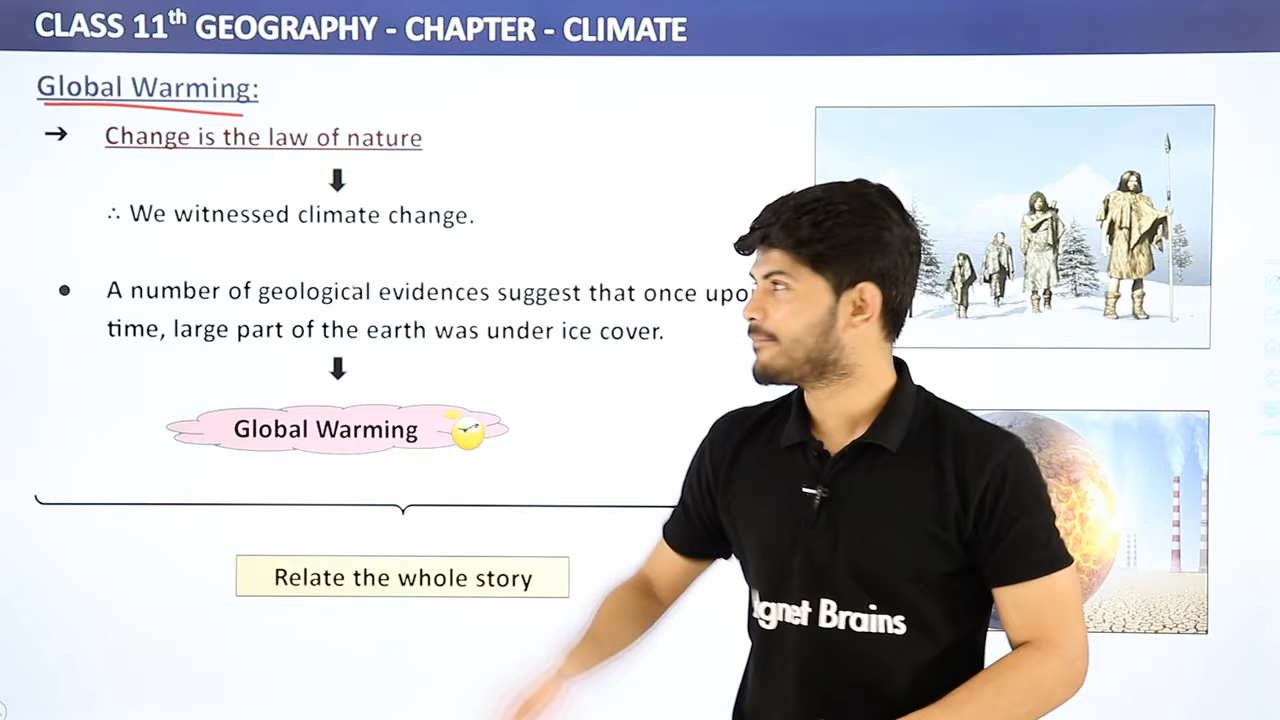 CLASS 11th GEOGRAPHY - CHAPTER - CLIMATE
Global Warming:
➔ Change is the law of nature
∴ We witnessed climate change.
● A number of geological evidences suggest that once upo
time, large part of the earth was under ice cover.
Global Warming
Relate the whole story
gnet Brains